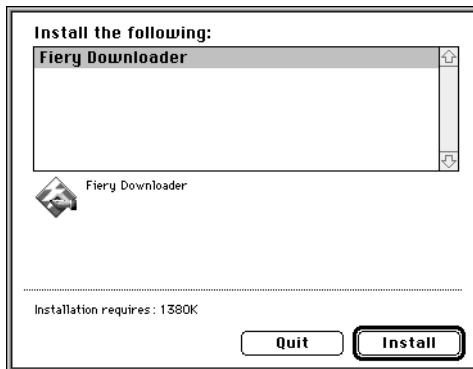 Install the following:
Fiery Downloader
Fiery Downloader
Installation requires: 1380K
Quit
Install